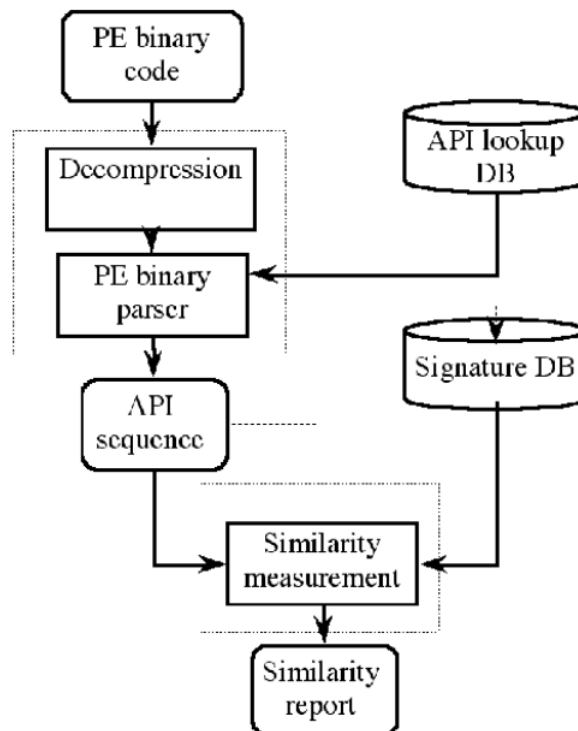 PE binary
code
Decompression
API lookup
DB
PE binary
parser
Signature DB
API
sequence
Similarity
measurement
Similarity
report